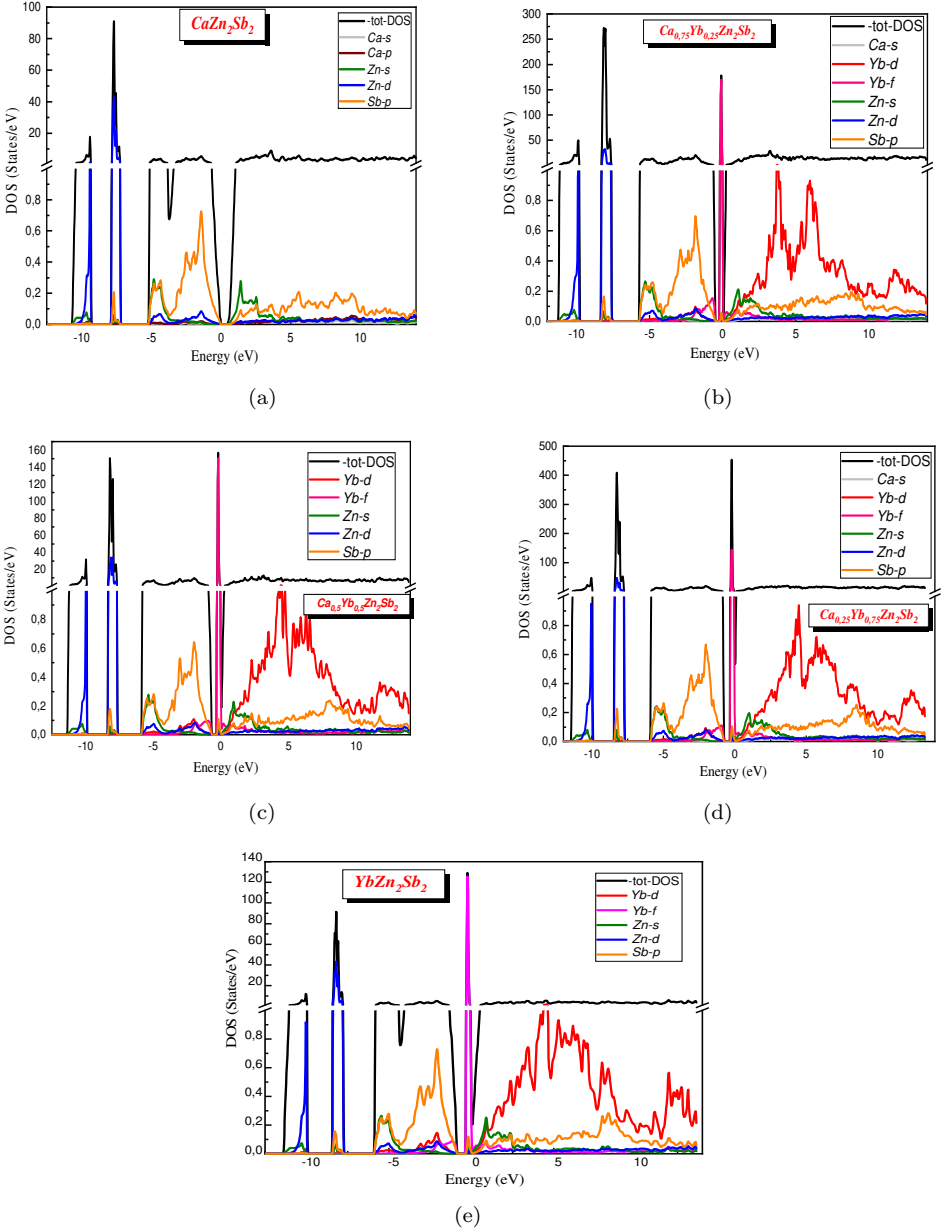 CaZn2Sb2
-tot-DOS
Ca-s
Ca-p
Zn-s
Zn-d
Sb-p
DOS (States/eV)
100
80
60
40
20
0,8
0,6
0,4
0,2
0,0
-10 -5 0 5 10
Energy (eV)
(a)
Ca0,75Yb0,25Zn2Sb2
-tot-DOS
Ca-s
Yb-d
Yb-f
Zn-s
Zn-d
Sb-p
DOS (States/eV)
300
250
200
150
100
50
0,8
0,6
0,4
0,2
0,0
-10 -5 0 5 10
Energy (eV)
(b)
-tot-DOS
Yb-d
Yb-f
Zn-s
Zn-d
Sb-p
Ca0,5Yb0,5Zn2Sb2
DOS (States/eV)
160
140
120
100
80
60
40
20
0,8
0,6
0,4
0,2
0,0
-10 -5 0 5 10
Energy (eV)
(c)
-tot-DOS
Ca-s
Yb-d
Yb-f
Zn-s
Zn-d
Sb-p
Ca0,25Yb0,75Zn2Sb2
DOS (States/eV)
500
400
300
200
100
0,8
0,6
0,4
0,2
0,0
-10 -5 0 5 10
Energy (eV)
(d)
YbZn2Sb2
-tot-DOS
Yb-d
Yb-f
Zn-s
Zn-d
Sb-p
DOS (States/eV)
140
120
100
80
60
40
20
0,8
0,6
0,4
0,2
0,0
-10 -5 0 5 10
Energy (eV)
(e)